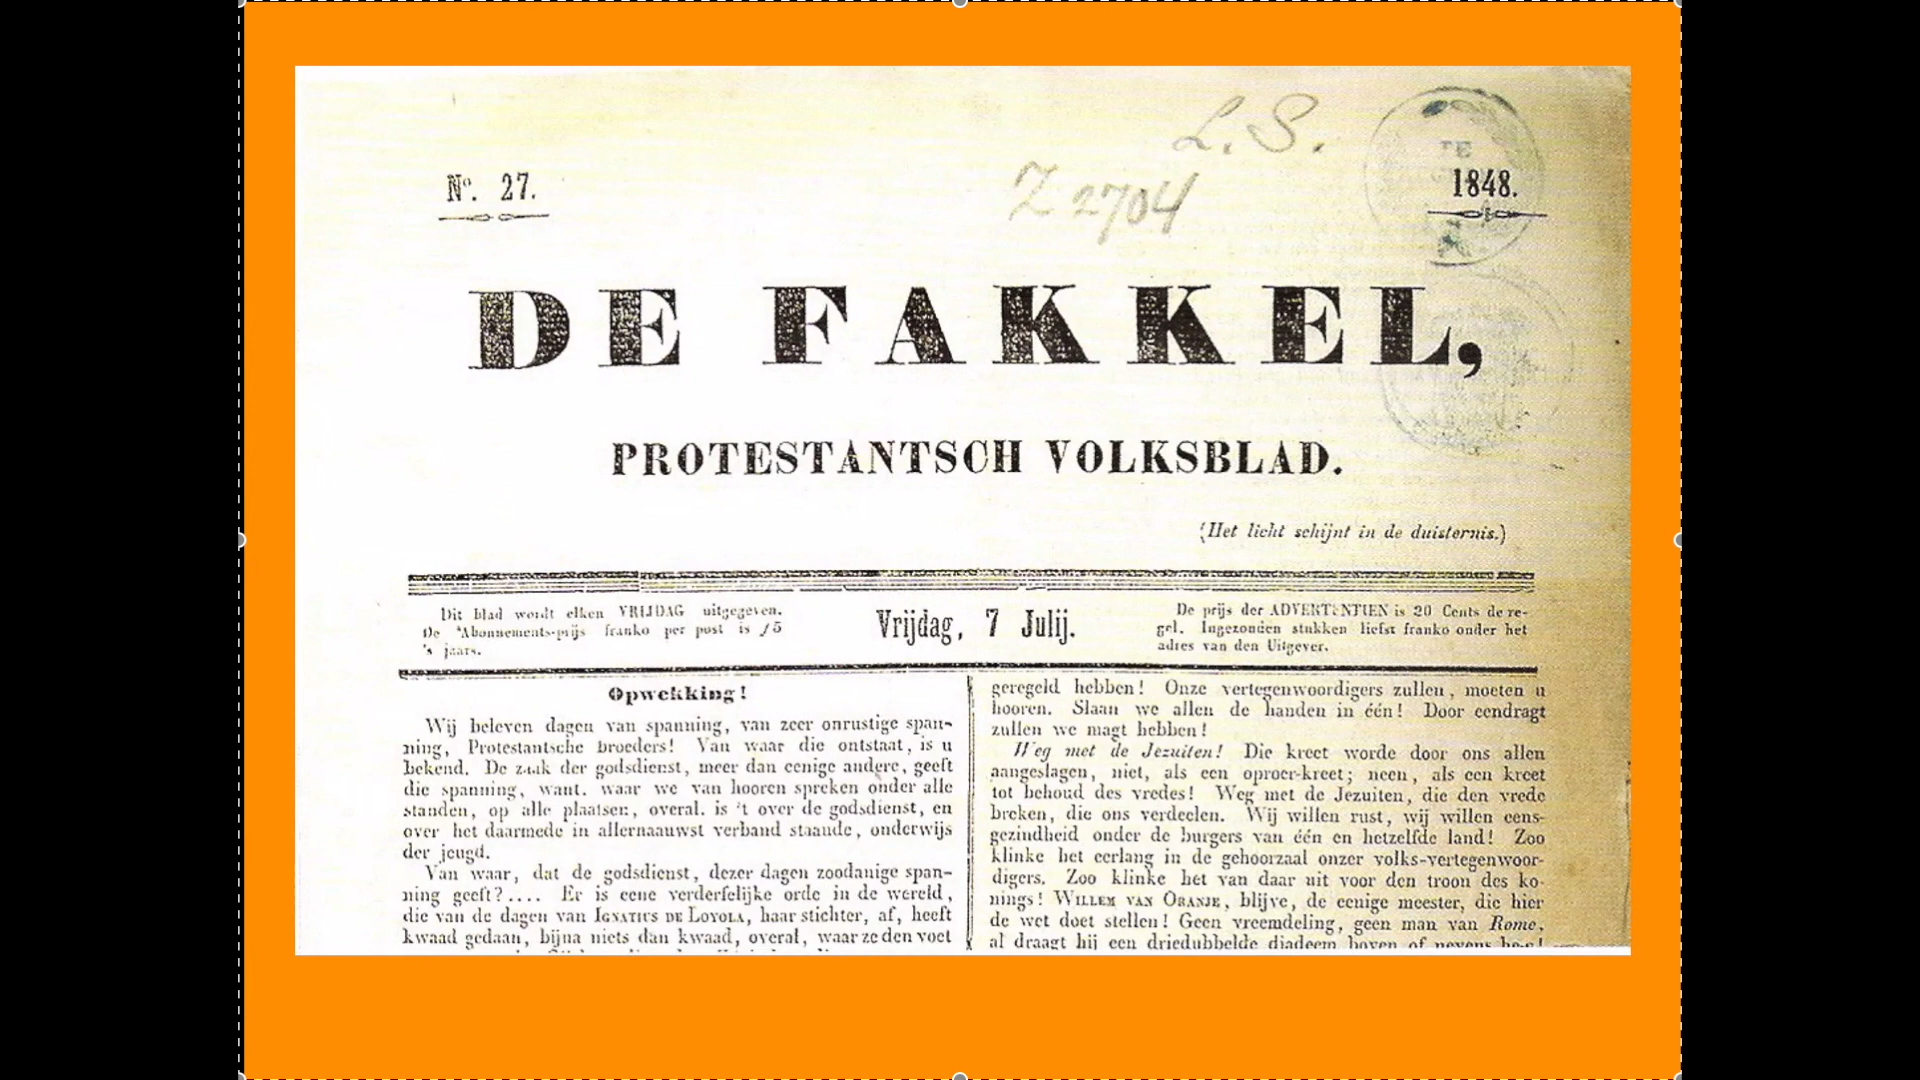 L. S.
Z 2704
TE
No. 27.
1848.
DE FAKKEL,
PROTESTANTSCH VOLKSBLAD.
(Het licht schijnt in de duisternis.)
Dit blad wordt elken VRIJDAG uitgegeven.
De Abonnements-prijs franko per post is ƒ5
's jaars.
Vrijdag, 7 Julij.
De prijs der ADVERTENTIEN is 20 Cents de re-
gel. Ingezonden stukken liefst franko onder het
adres van den Uitgever.
Opwekking!
Wij beleven dagen van spanning, van zeer onrustige span-
ning, Protestantsche broeders! Van waar die ontstaat, is u
bekend. De zaak der godsdienst, meer dan eenige andere, geeft
die spanning, want. waar we van hooren spreken onder alle
standen, op alle plaatsen, overal. is 't over de godsdienst, en
over het daarmede in allernaauwst verband staande, onderwijs
der jeugd.
Van waar, dat de godsdienst, dezer dagen zoodanige span-
ning geeft?.... Er is eene verderfelijke orde in de wereld,
die van de dagen van IGNATIUS DE LOYOLA, haar stichter, af, heeft
kwaad gedaan, bijna niets dan kwaad, overal, waar ze den voet
geregeld hebben! Onze vertegenwoordigers zullen, moeten u
hooren. Slaan we allen de handen in één! Door eendragt
zullen we magt hebben!
Weg met de Jezuiten! Die kreet worde door ons allen
aangeslagen, niet, als een oproer-kreet; neen, als een kreet
tot behoud des vredes! Weg met de Jezuiten, die den vrede
breken, die ons verdeelen. Wij willen rust, wij willen eens-
gezindheid onder de burgers van één en hetzelfde land! Zoo
klinke het eerlang in de gehoorzaal onzer volks-vertegenwoor-
digers. Zoo klinke het van daar uit voor den troon des ko-
nings! WILLEM VAN ORANJE, blijve, de eenige meester, die hier
de wet doet stellen! Geen vreemdeling, geen man van Rome,
al draagt hij een driedubbelde diadeem boven of nevens